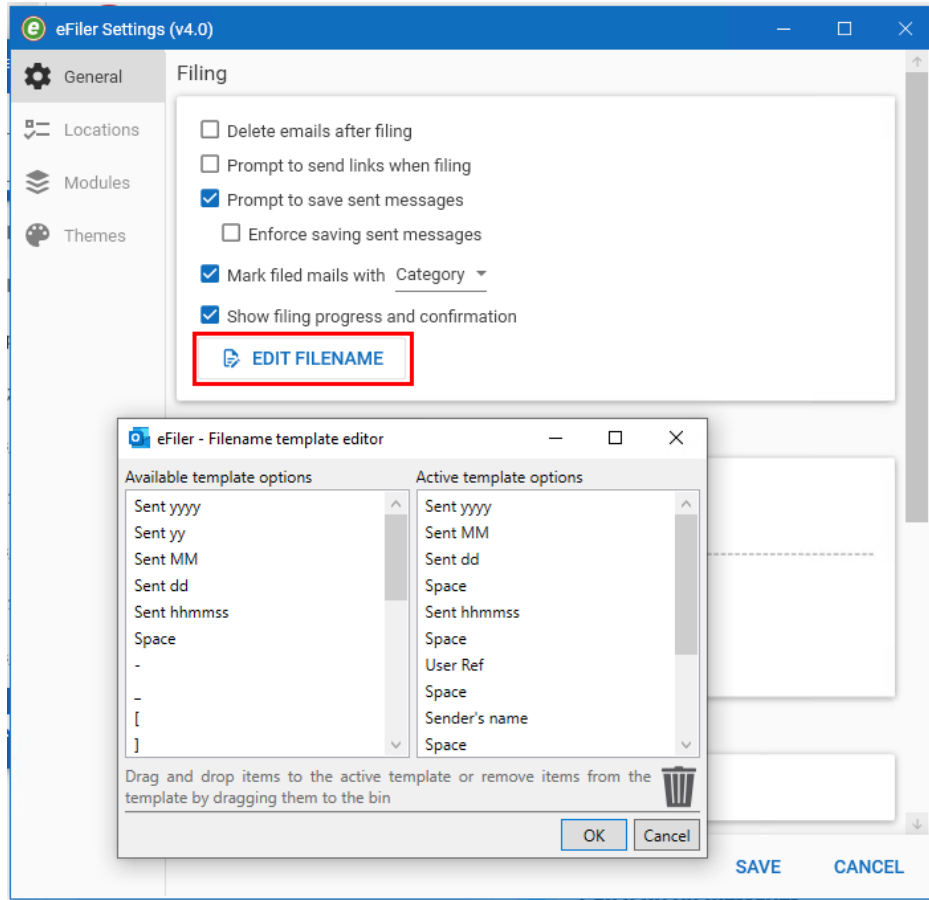 eFiler Settings (v4.0)
General
Locations
Modules
Themes
Filing
Delete emails after filing
Prompt to send links when filing
Prompt to save sent messages
Enforce saving sent messages
Mark filed mails with Category
Show filing progress and confirmation
EDIT FILENAME
eFiler - Filename template editor
Available template options
Sent yyyy
Sent yy
Sent MM
Sent dd
Sent hhmmss
Space
-
_
[
]
Active template options
Sent yyyy
Sent MM
Sent dd
Space
Sent hhmmss
Space
User Ref
Space
Sender's name
Space
Drag and drop items to the active template or remove items from the
template by dragging them to the bin
OK Cancel
SAVE CANCEL